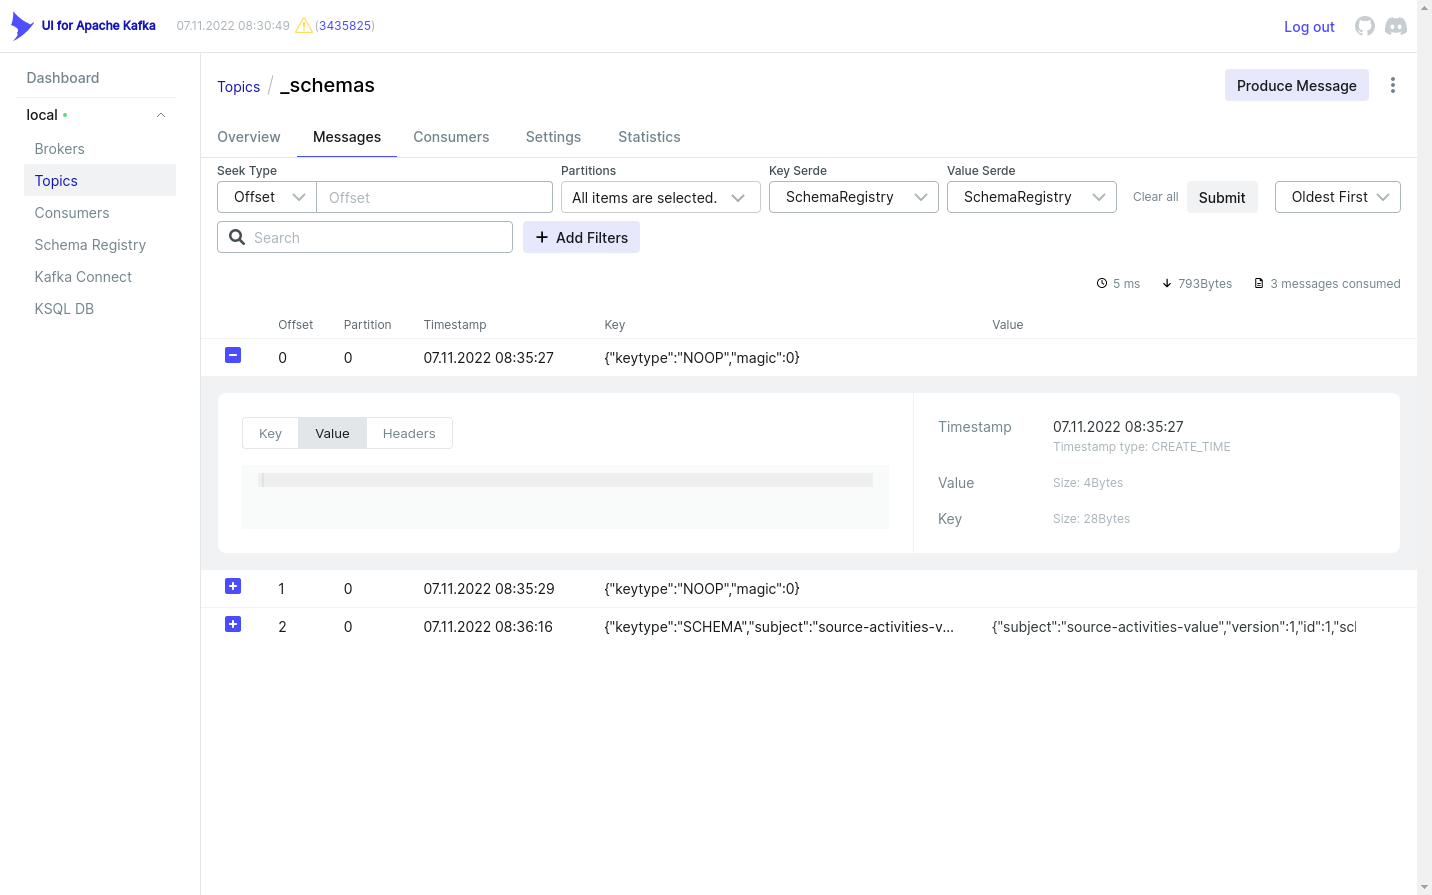 UI for Apache Kafka 07.11.2022 08:30:49 (3435825) Log out
Dashboard
local
Brokers
Topics
Consumers
Schema Registry
Kafka Connect
KSQL DB
Topics / _schemas Produce Message
Overview Messages Consumers Settings Statistics
Seek Type Partitions Key Serde Value Serde
Offset Offset All items are selected. SchemaRegistry SchemaRegistry Clear all Submit Oldest First
Search Add Filters
5 ms 793Bytes 3 messages consumed
Offset Partition Timestamp Key Value
0 0 07.11.2022 08:35:27 {"keytype":"NOOP","magic":0}
Key Value Headers
Timestamp 07.11.2022 08:35:27
Timestamp type: CREATE_TIME
Value Size: 4Bytes
Key Size: 28Bytes
1 0 07.11.2022 08:35:29 {"keytype":"NOOP","magic":0}
2 0 07.11.2022 08:36:16 {"keytype":"SCHEMA","subject":"source-activities-v... {"subject":"source-activities-value","version":1,"id":1,"scl